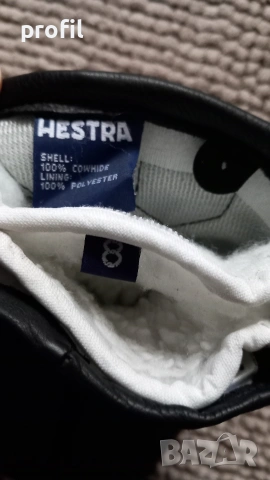 profil
HESTRA
SHELL:
100% COWHIDE
LINING:
100% POLYESTER
8
BAZAR